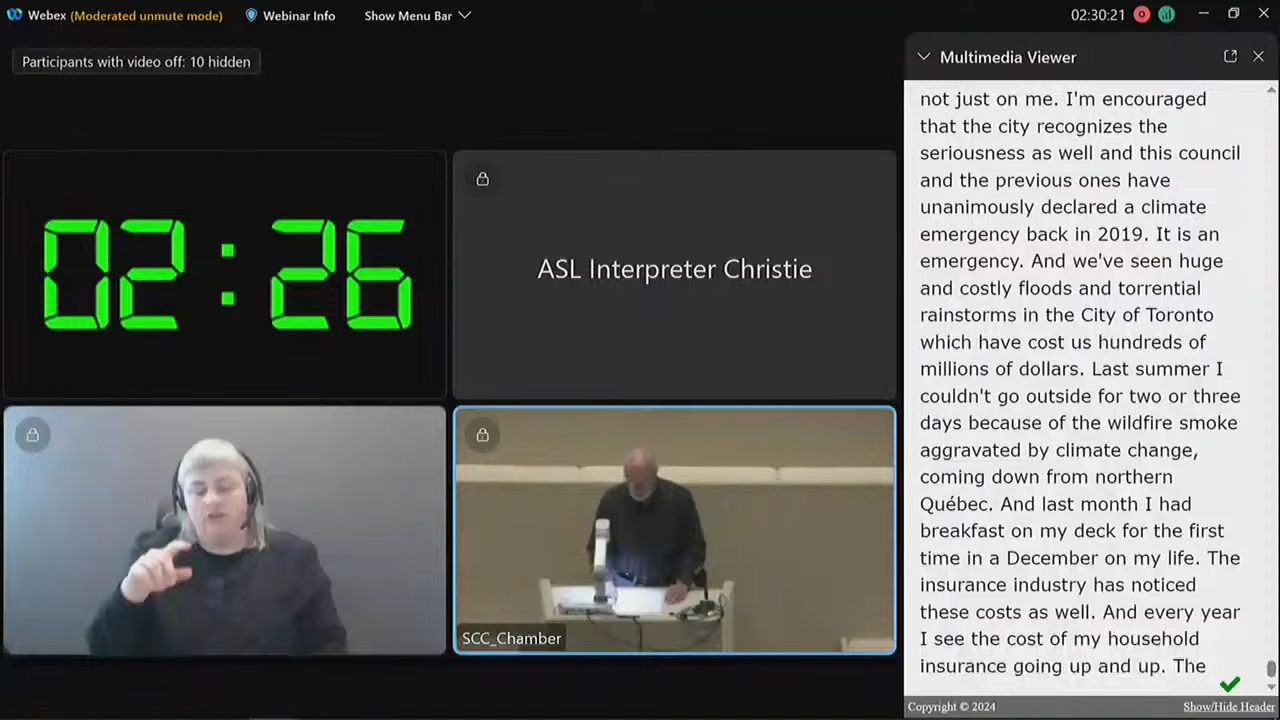 Webex (Moderated unmute mode) Webinar Info Show Menu Bar 02:30:21
Participants with video off: 10 hidden
02:26
ASL Interpreter Christie
SCC_Chamber
Multimedia Viewer
not just on me. I'm encouraged
that the city recognizes the
seriousness as well and this council
and the previous ones have
unanimously declared a climate
emergency back in 2019. It is an
emergency. And we've seen huge
and costly floods and torrential
rainstorms in the City of Toronto
which have cost us hundreds of
millions of dollars. Last summer I
couldn't go outside for two or three
days because of the wildfire smoke
aggravated by climate change,
coming down from northern
Québec. And last month I had
breakfast on my deck for the first
time in a December on my life. The
insurance industry has noticed
these costs as well. And every year
I see the cost of my household
insurance going up and up. The
Copyright © 2024 Show/Hide Header